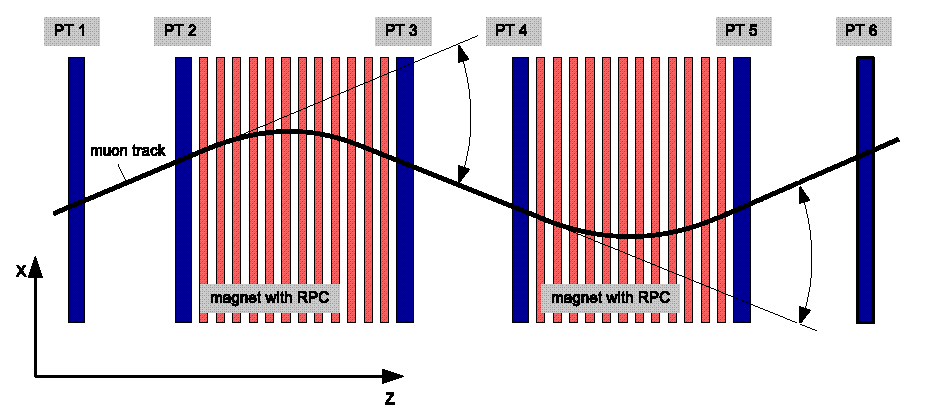 PT 1
PT 2
PT 3
PT 4
PT 5
PT 6
muon track
magnet with RPC
magnet with RPC
X
Z